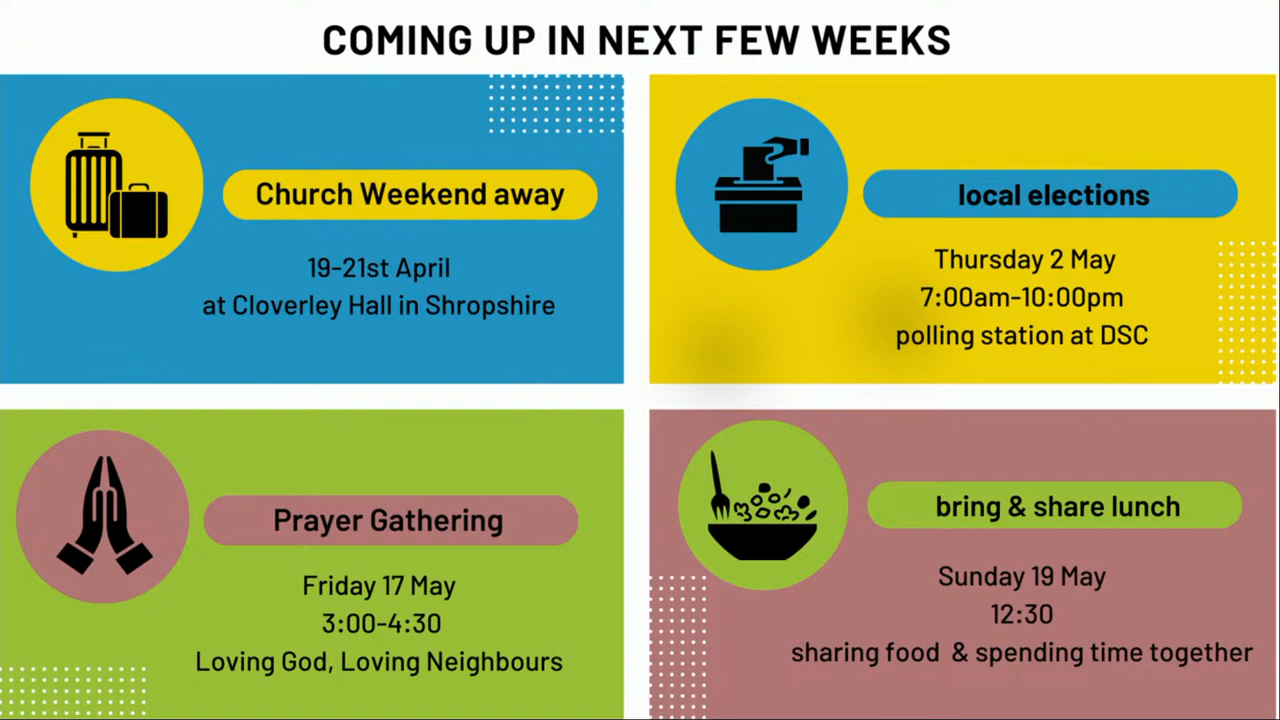 COMING UP IN NEXT FEW WEEKS
Church Weekend away
19-21st April
at Cloverley Hall in Shropshire
local elections
Thursday 2 May
7:00am-10:00pm
polling station at DSC
Prayer Gathering
Friday 17 May
3:00-4:30
Loving God, Loving Neighbours
bring & share lunch
Sunday 19 May
12:30
sharing food & spending time together